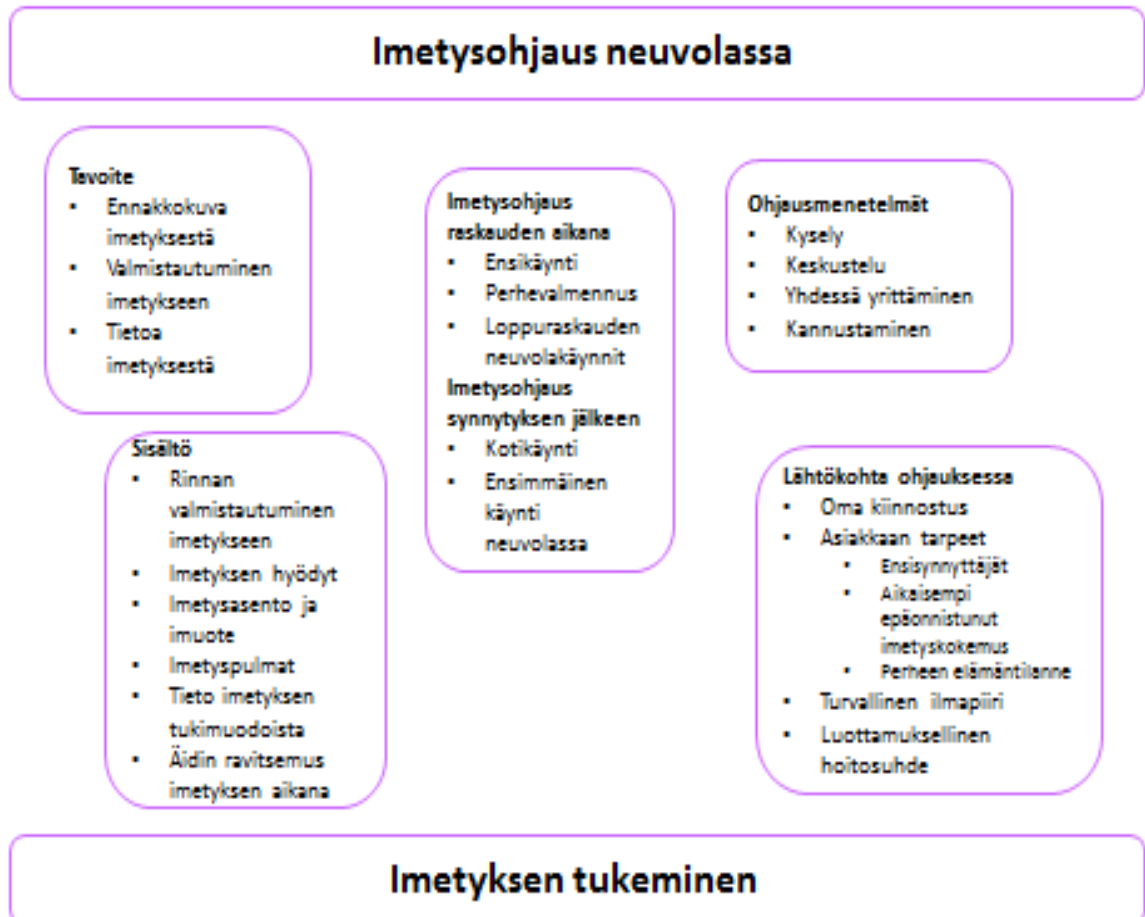 Imetysohjaus neuvolassa
Tavoite
▪ Ennakkokuva
imetyksestä
▪ Valmistautuminen
imetykseen
▪ Tietoa
imetyksestä
Sisältö
▪ Rinnan
valmistautuminen
imetykseen
▪ Imetyksen hyödyt
▪ Imetysasento ja
imuote
▪ Imetyspulmat
▪ Tieto imetyksen
tukimuodoista
▪ Äidin ravitsemus
imetyksen aikana
Imetysohjaus
raskauden aikana
▪ Ensikäynti
▪ Perhevalmennus
▪ Loppuraskauden
neuvolakäynnit
Imetysohjaus
synnytyksen jälkeen
▪ Kotikäynti
▪ Ensimmäinen
käynti
neuvolassa
Ohjausmenetelmät
▪ Kysely
▪ Keskustelu
▪ Yhdessä yrittäminen
▪ Kannustaminen
Lähtökohta ohjauksessa
▪ Oma kiinnostus
▪ Asiakkaan tarpeet
▪ Ensisynnyttäjät
▪ Aikaisempi
epäonnistunut
imetyskokemus
▪ Perheen elämäntilanne
▪ Turvallinen ilmapiiri
▪ Luottamuksellinen
hoitosuhde
Imetyksen tukeminen